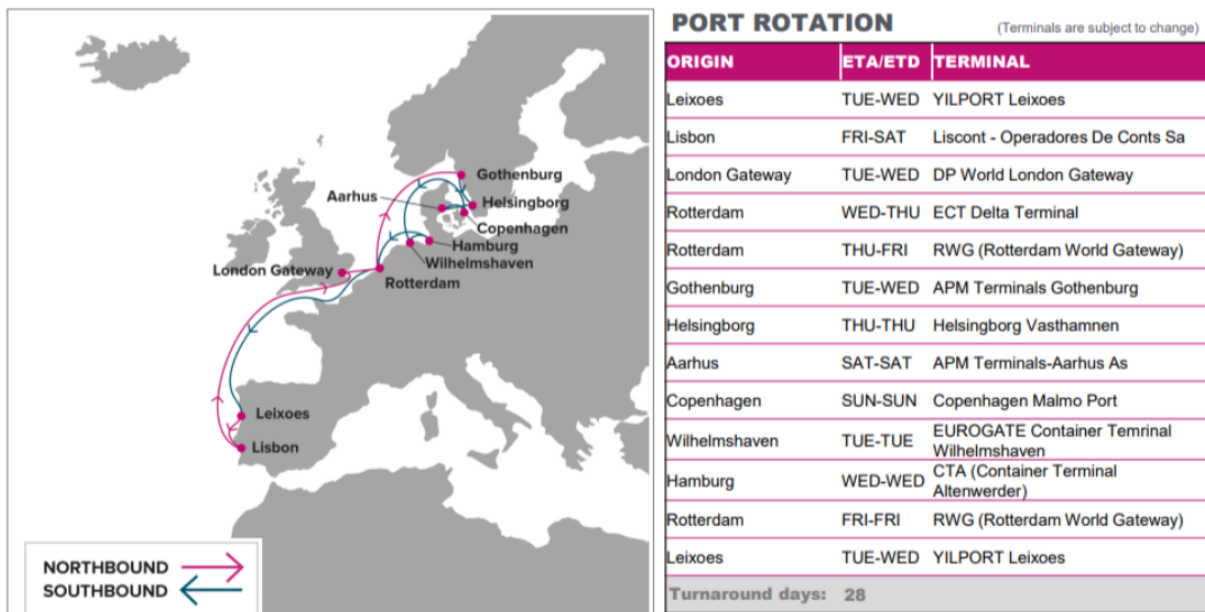 Gothenburg
Aarhus
Helsingborg
Copenhagen
Hamburg
Wilhelmshaven
London Gateway
Rotterdam
Leixoes
Lisbon
NORTHBOUND
SOUTHBOUND
PORT ROTATION (Terminals are subject to change)
ORIGIN ETA/ETD TERMINAL
Leixoes TUE-WED YILPORT Leixoes
Lisbon FRI-SAT Liscont - Operadores De Conts Sa
London Gateway TUE-WED DP World London Gateway
Rotterdam WED-THU ECT Delta Terminal
Rotterdam THU-FRI RWG (Rotterdam World Gateway)
Gothenburg TUE-WED APM Terminals Gothenburg
Helsingborg THU-THU Helsingborg Vasthamnen
Aarhus SAT-SAT APM Terminals-Aarhus As
Copenhagen SUN-SUN Copenhagen Malmo Port
Wilhelmshaven TUE-TUE EUROGATE Container Temrinal
Wilhelmshaven
Hamburg WED-WED CTA (Container Terminal
Altenwerder)
Rotterdam FRI-FRI RWG (Rotterdam World Gateway)
Leixoes TUE-WED YILPORT Leixoes
Turnaround days: 28